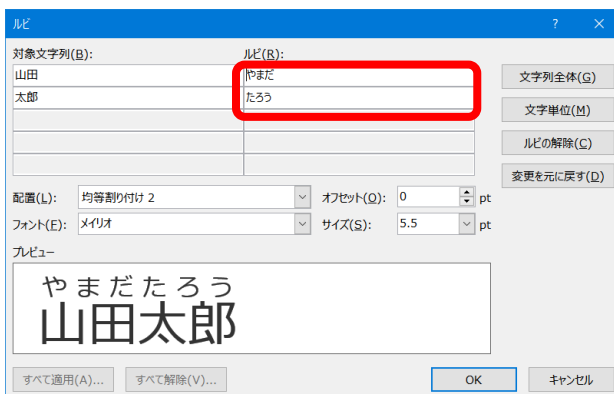 ルビ ? ×
対象文字列(B): ルビ(R):
山田 やまだ
太郎 たろう
文字列全体(G)
文字単位(M)
ルビの解除(C)
変更を元に戻す(D)
配置(L): 均等割り付け 2 オフセット(O): 0 pt
フォント(F): メイリオ サイズ(S): 5.5 pt
プレビュー
やまだたろう
山田太郎
すべて適用(A)... すべて解除(V)... OK キャンセル